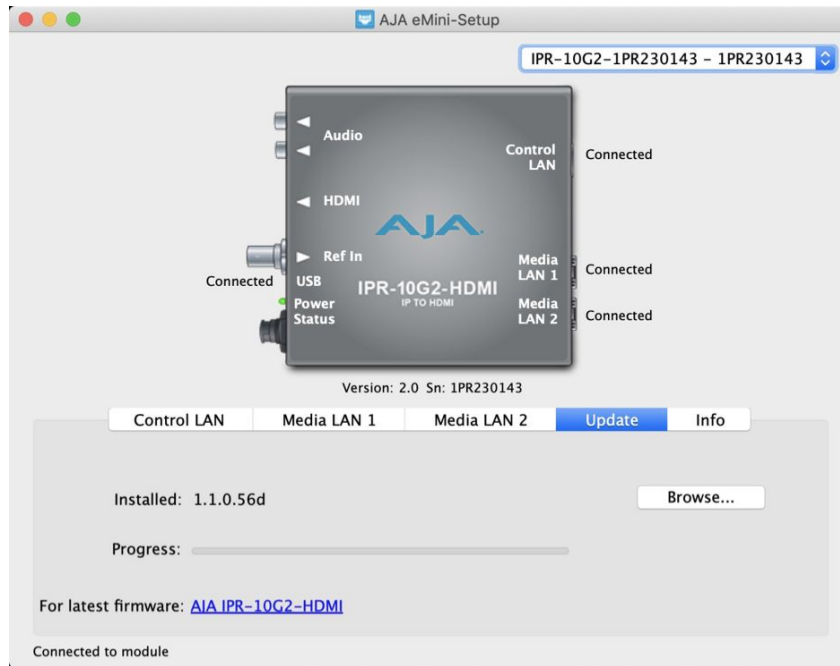 AJA eMini-Setup
IPR-10G2-1PR230143 - 1PR230143
Audio
Control
LAN
Connected
HDMI
AJA
Ref In
Media
LAN 1
Connected
Connected
USB
IPR-10G2-HDMI
IP TO HDMI
Power
Status
Media
LAN 2
Connected
Version: 2.0 Sn: 1PR230143
Control LAN
Media LAN 1
Media LAN 2
Update
Info
Installed: 1.1.0.56d
Browse...
Progress:
For latest firmware: AJA IPR-10G2-HDMI
Connected to module